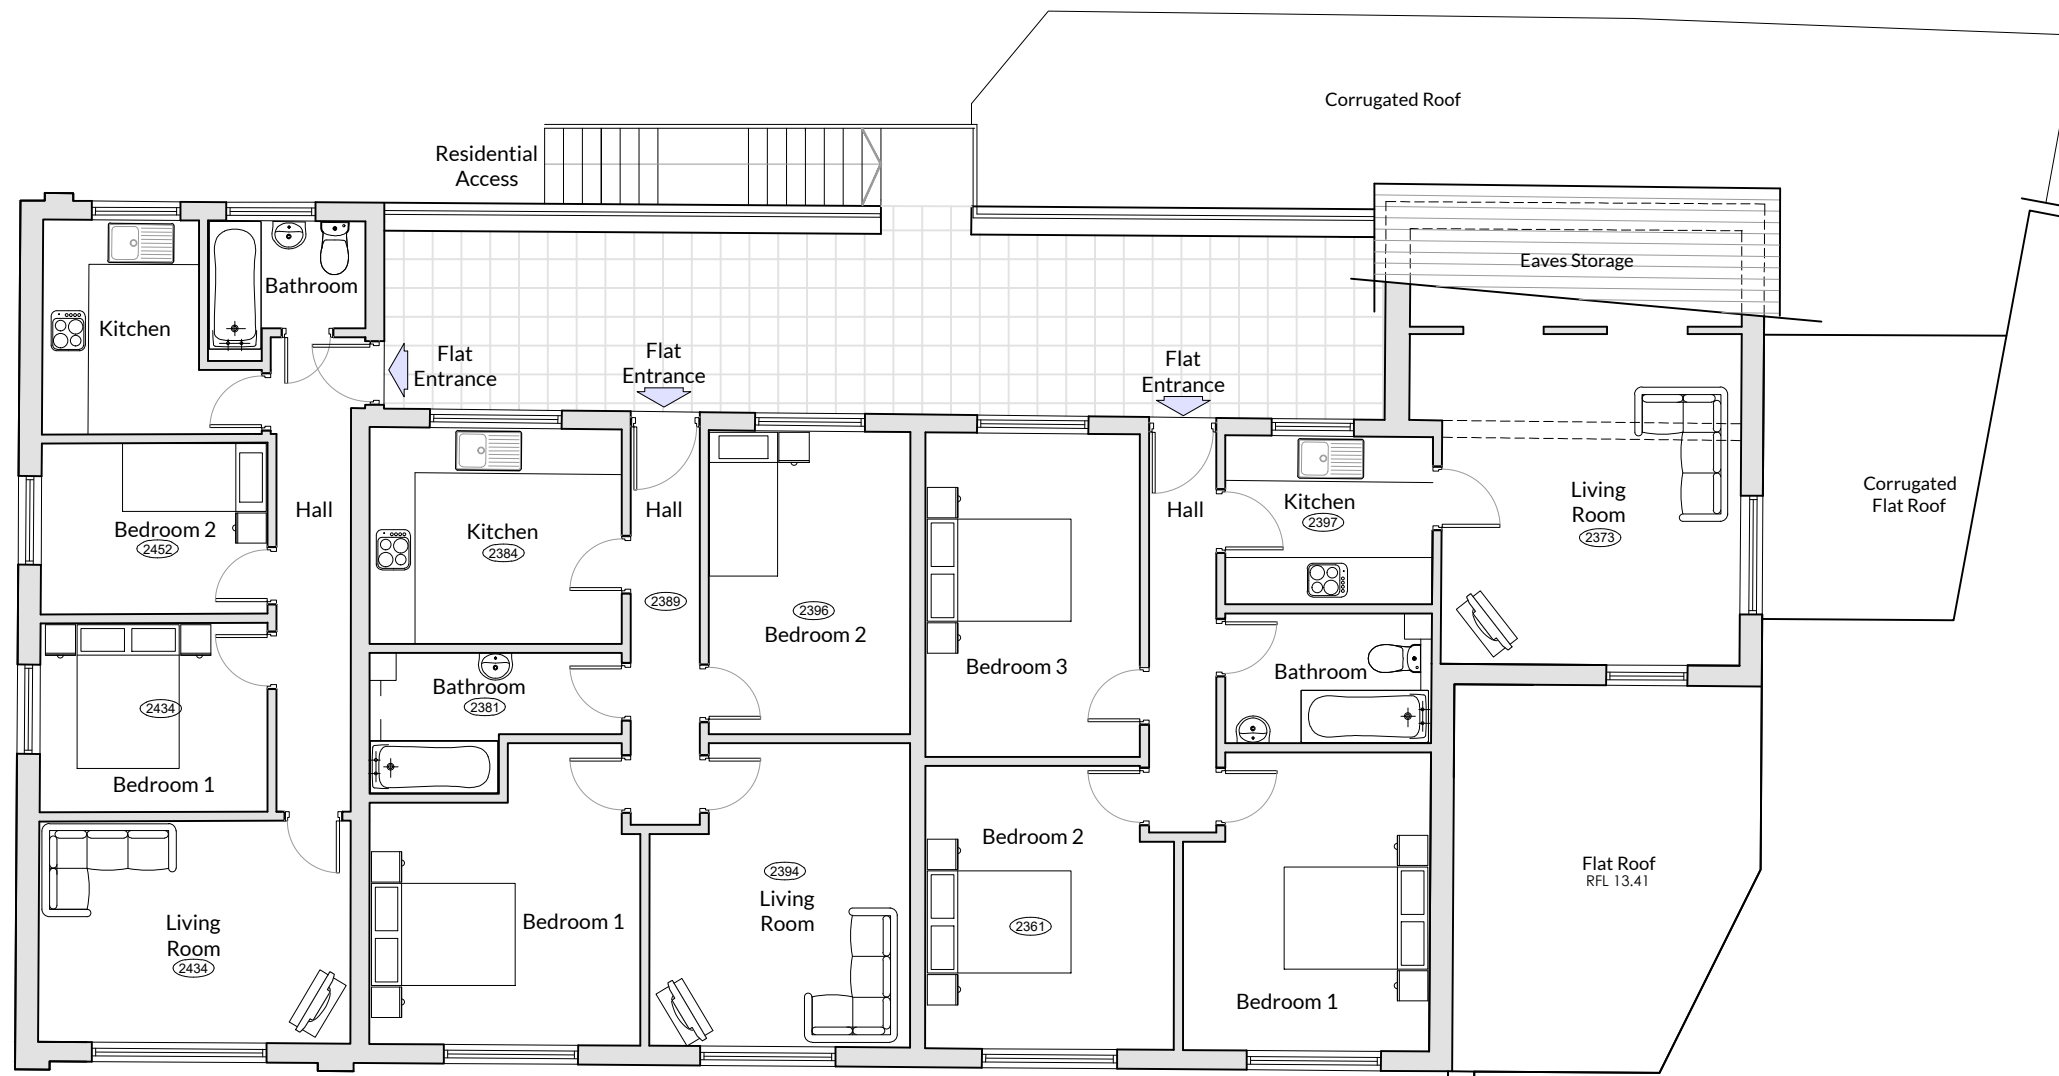 Corrugated Roof
Residential
Access
Eaves Storage
Bathroom
Kitchen
Flat
Entrance
Flat
Entrance
Flat
Entrance
Hall
Bedroom 2
2452
Kitchen
2384
Hall
2389
2396
Bedroom 2
Bedroom 3
Hall
Kitchen
2397
Living
Room
2373
Corrugated
Flat Roof
2434
Bedroom 1
Bathroom
2381
Bathroom
Living
Room
2434
Bedroom 1
2394
Living
Room
Bedroom 2
2361
Bedroom 1
Flat Roof
RFL 13.41